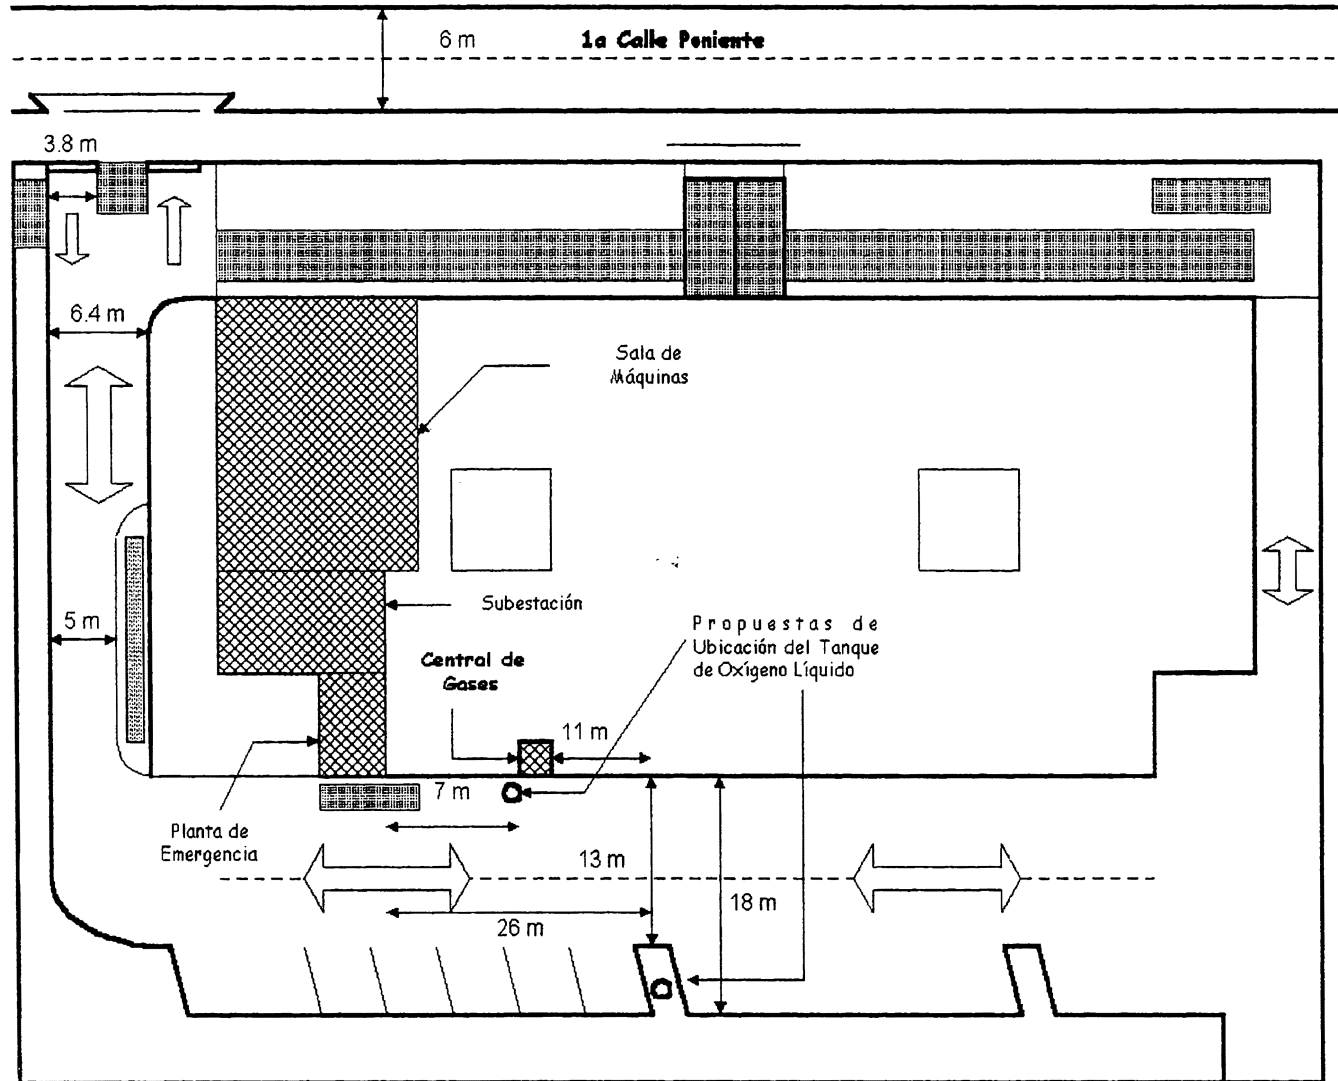 6 m
1a Calle Poniente
3.8 m
6.4 m
Sala de
Máquinas
5 m
Subestación
Propuestas de
Ubicación del Tanque
de Oxígeno Líquido
Central de
Gases
11 m
7 m
Planta de
Emergencia
13 m
18 m
26 m